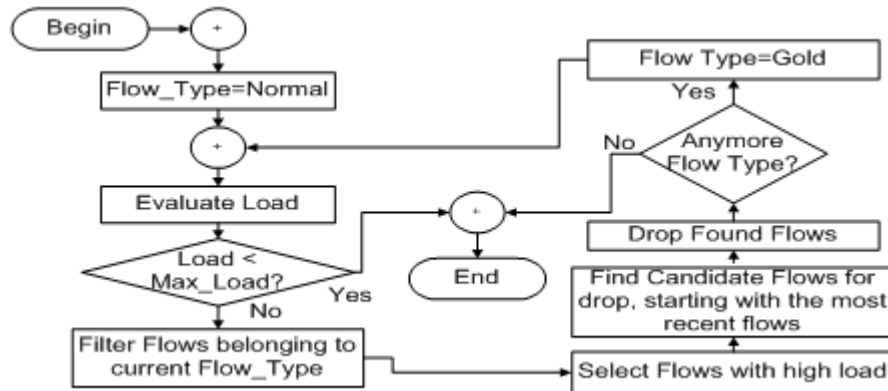 Begin
+
Flow_Type=Normal
+
Evaluate Load
Load <
Max_Load?
Yes
No
Filter Flows belonging to
current Flow_Type
Select Flows with high load
Find Candidate Flows for
drop, starting with the most
recent flows
Drop Found Flows
Anymore
Flow Type?
Yes
No
Flow Type=Gold
+
End